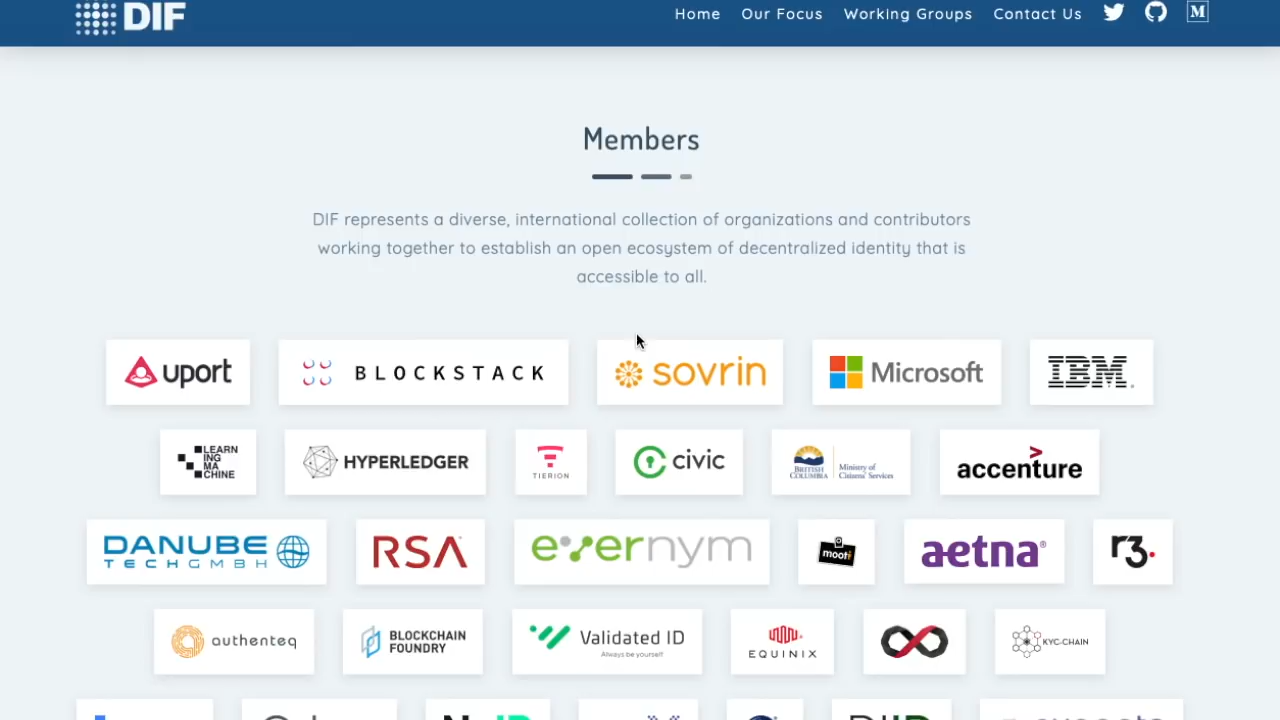 DIF
Home Our Focus Working Groups Contact Us M
Members
DIF represents a diverse, international collection of organizations and contributors
working together to establish an open ecosystem of decentralized identity that is
accessible to all.
uport BLOCKSTACK sovrin Microsoft IBM
LEARN
ING
MA
CHINE
HYPERLEDGER
TIERION
civic
BRITISH
COLUMBIA
Ministry of
Citizens' Services
accenture
DANUBE
TECH GMBH
RSA
evernym
mooti
aetna®
r3.
authenteq
BLOCKCHAIN
FOUNDRY
Validated ID
Always be yourself
EQUINIX
KYC-CHAIN